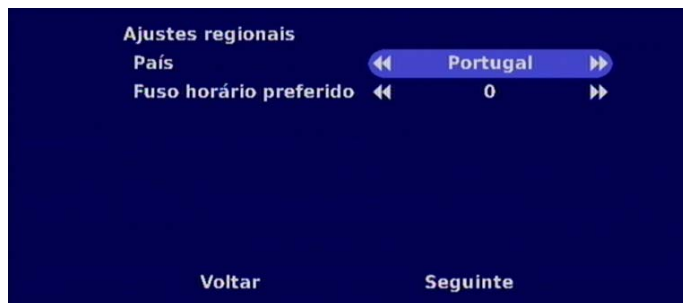 Ajustes regionais
País Portugal
Fuso horário preferido 0
Voltar Seguinte